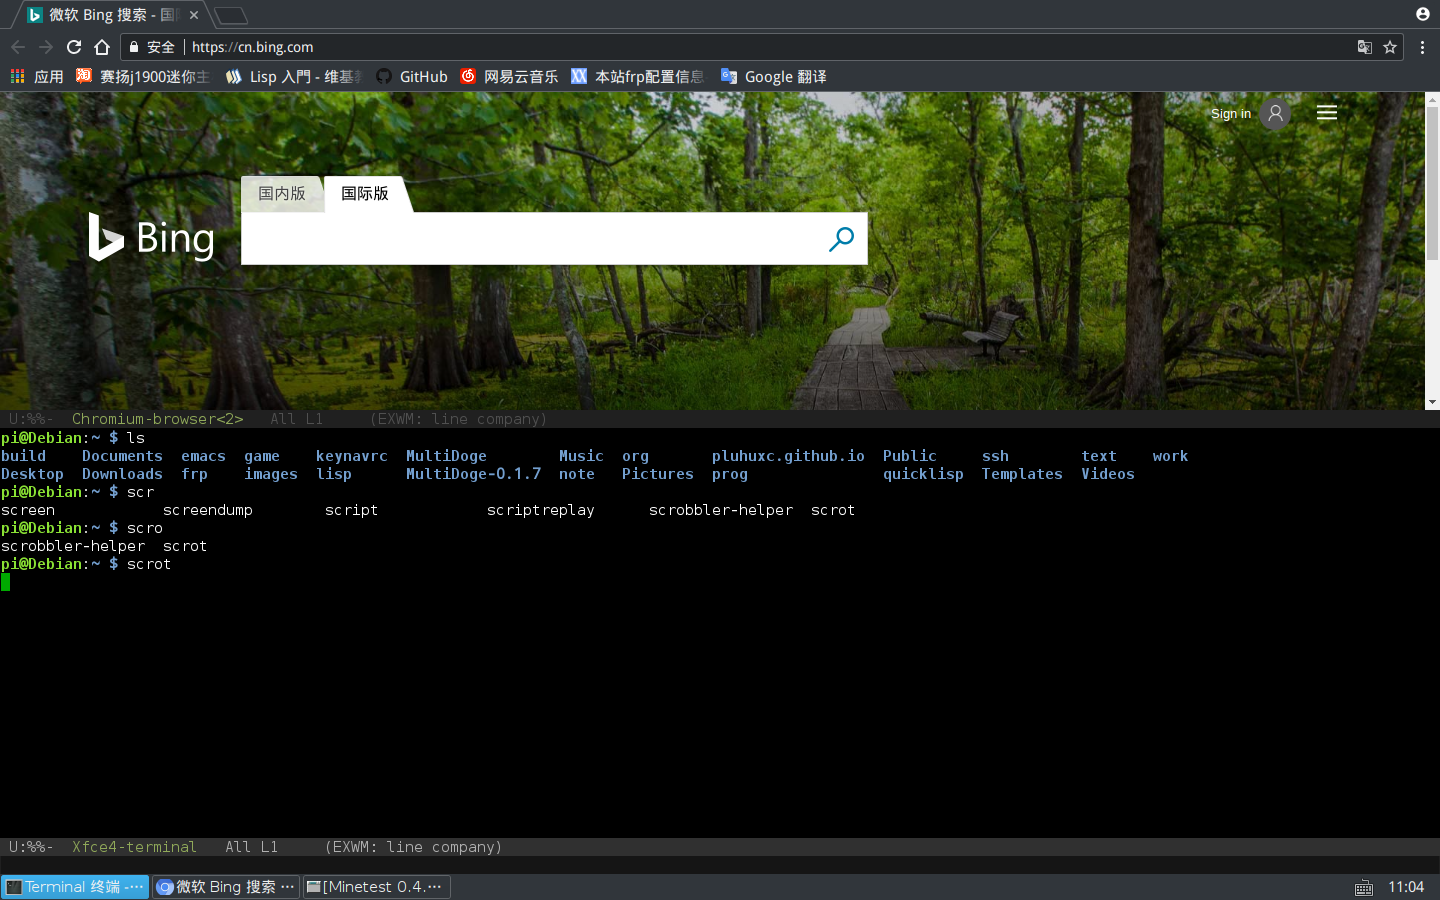 微软 Bing 搜索 - 国
安全 https://cn.bing.com
应用 赛扬j1900迷你主 Lisp 入門 - 维基 GitHub 网易云音乐 本站frp配置信息 Google 翻译
Sign in
国内版 国际版
Bing
U:%%-  Chromium-browser<2>   All L1     (EXWM: line company)
pi@Debian:~ $ ls
build    Documents  emacs  game    keynavrc  MultiDoge        Music  org       pluhuxc.github.io  Public     ssh        text    work
Desktop  Downloads  frp    images  lisp      MultiDoge-0.1.7  note   Pictures  prog               quicklisp  Templates  Videos
pi@Debian:~ $ scr
screen            screendump        script            scriptreplay      scrobbler-helper  scrot
pi@Debian:~ $ scro
scrobbler-helper  scrot
pi@Debian:~ $ scrot
U:%%-  Xfce4-terminal   All L1     (EXWM: line company)
Terminal 终端 -… 微软 Bing 搜索 … [Minetest 0.4.… 11:04